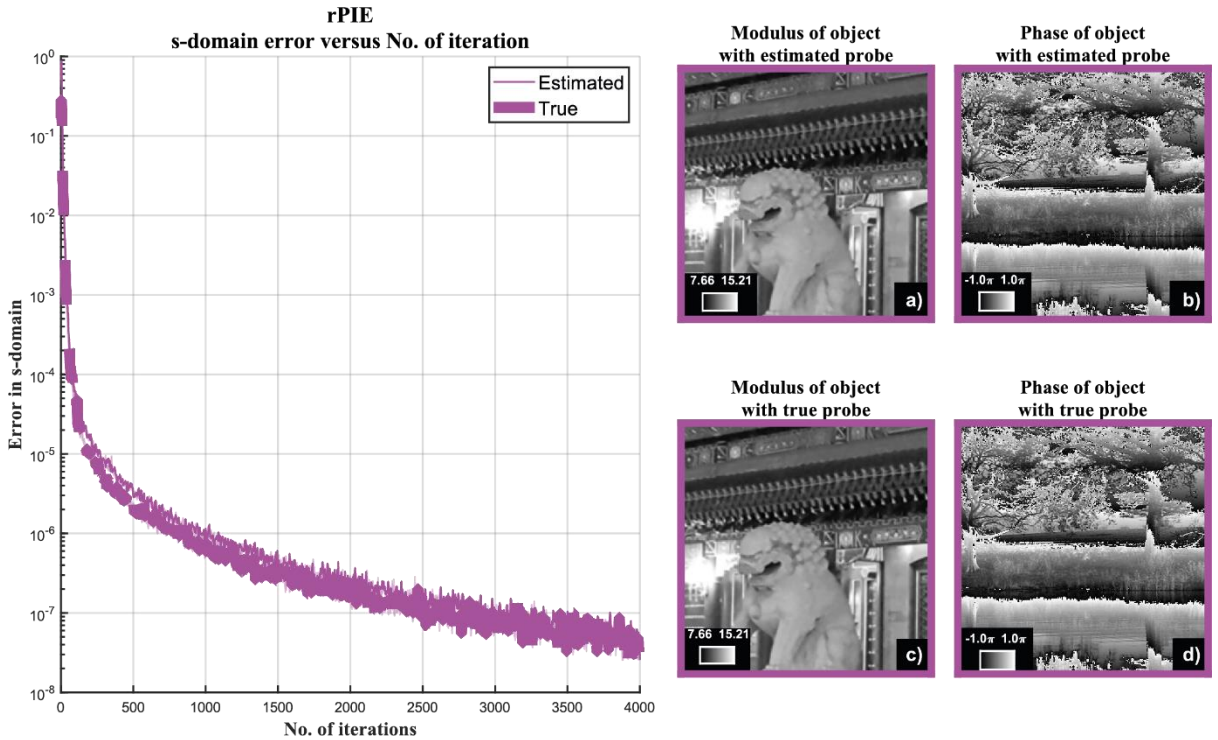 rPIE
s-domain error versus No. of iteration
Error in s-domain
10^0
10^-1
10^-2
10^-3
10^-4
10^-5
10^-6
10^-7
10^-8
Estimated
True
0 500 1000 1500 2000 2500 3000 3500 4000
No. of iterations
Modulus of object
with estimated probe
7.66 15.21
a)
Phase of object
with estimated probe
-1.0π 1.0π
b)
Modulus of object
with true probe
7.66 15.21
c)
Phase of object
with true probe
-1.0π 1.0π
d)